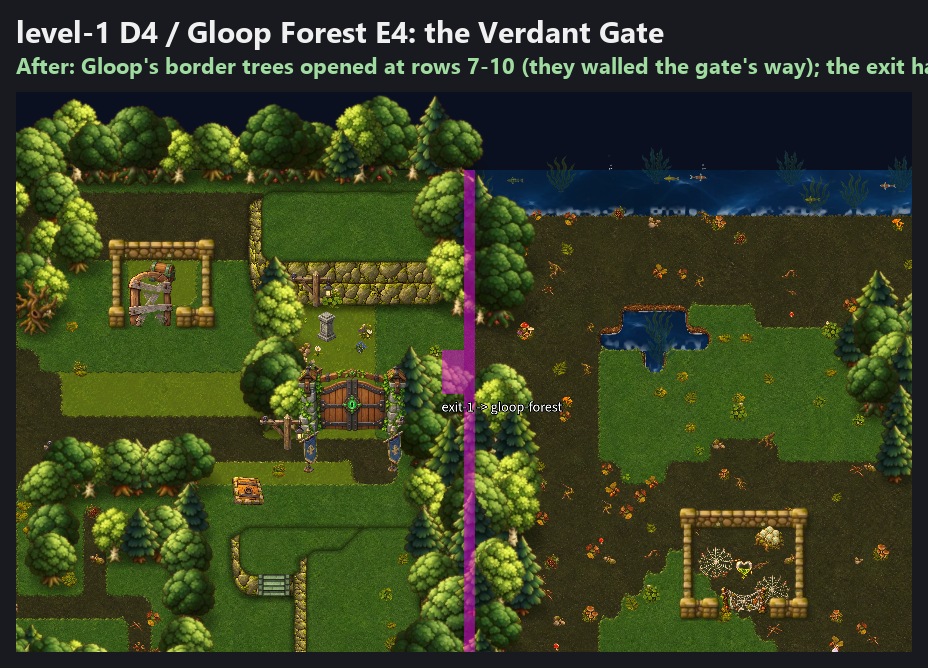 level-1 D4 / Gloop Forest E4: the Verdant Gate
After: Gloop's border trees opened at rows 7-10 (they walled the gate's way); the exit ha
exit-1 -> gloop-forest